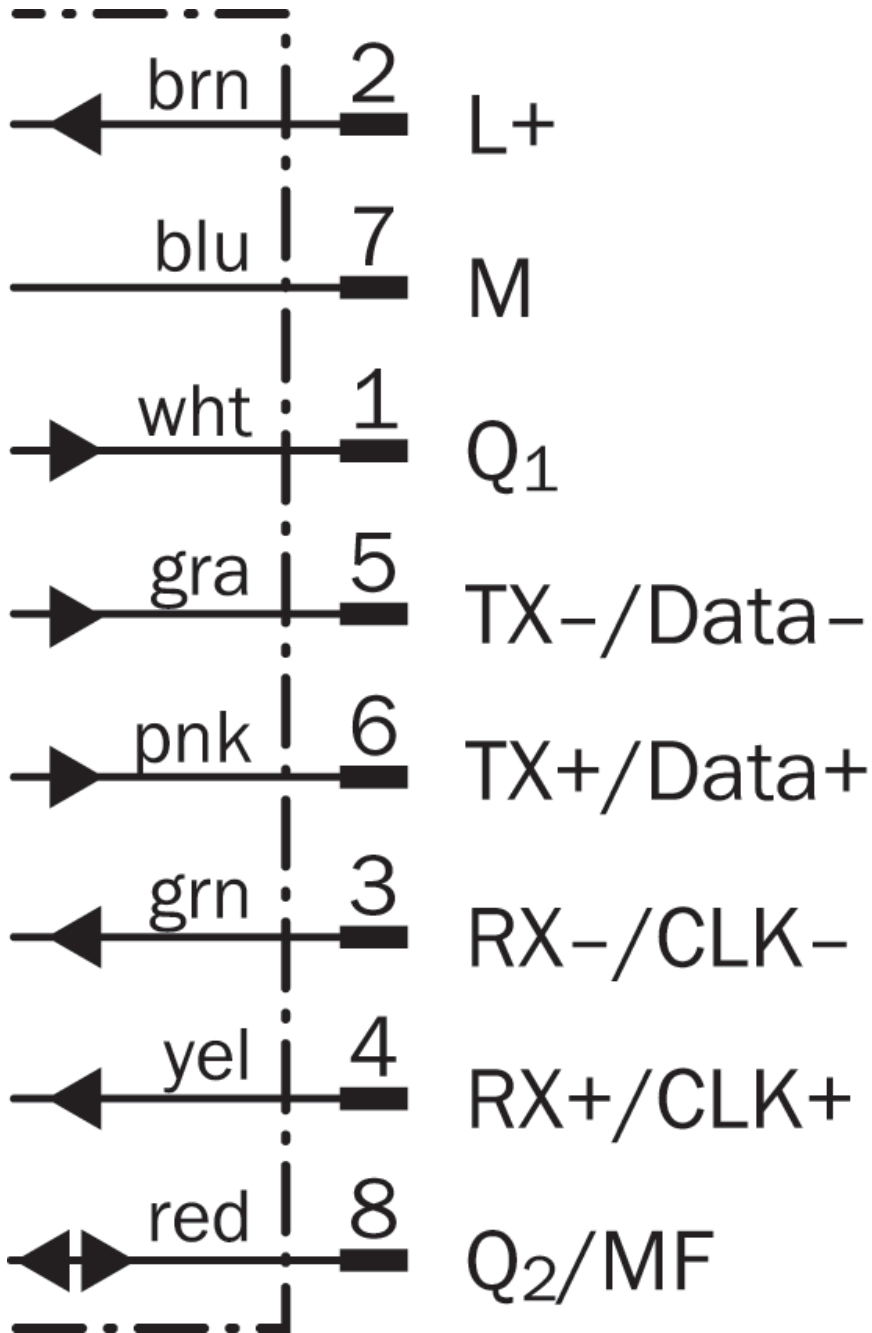 brn 2 L+
blu 7 M
wht 1 Q₁
gra 5 TX–/Data–
pnk 6 TX+/Data+
grn 3 RX–/CLK–
yel 4 RX+/CLK+
red 8 Q₂/MF